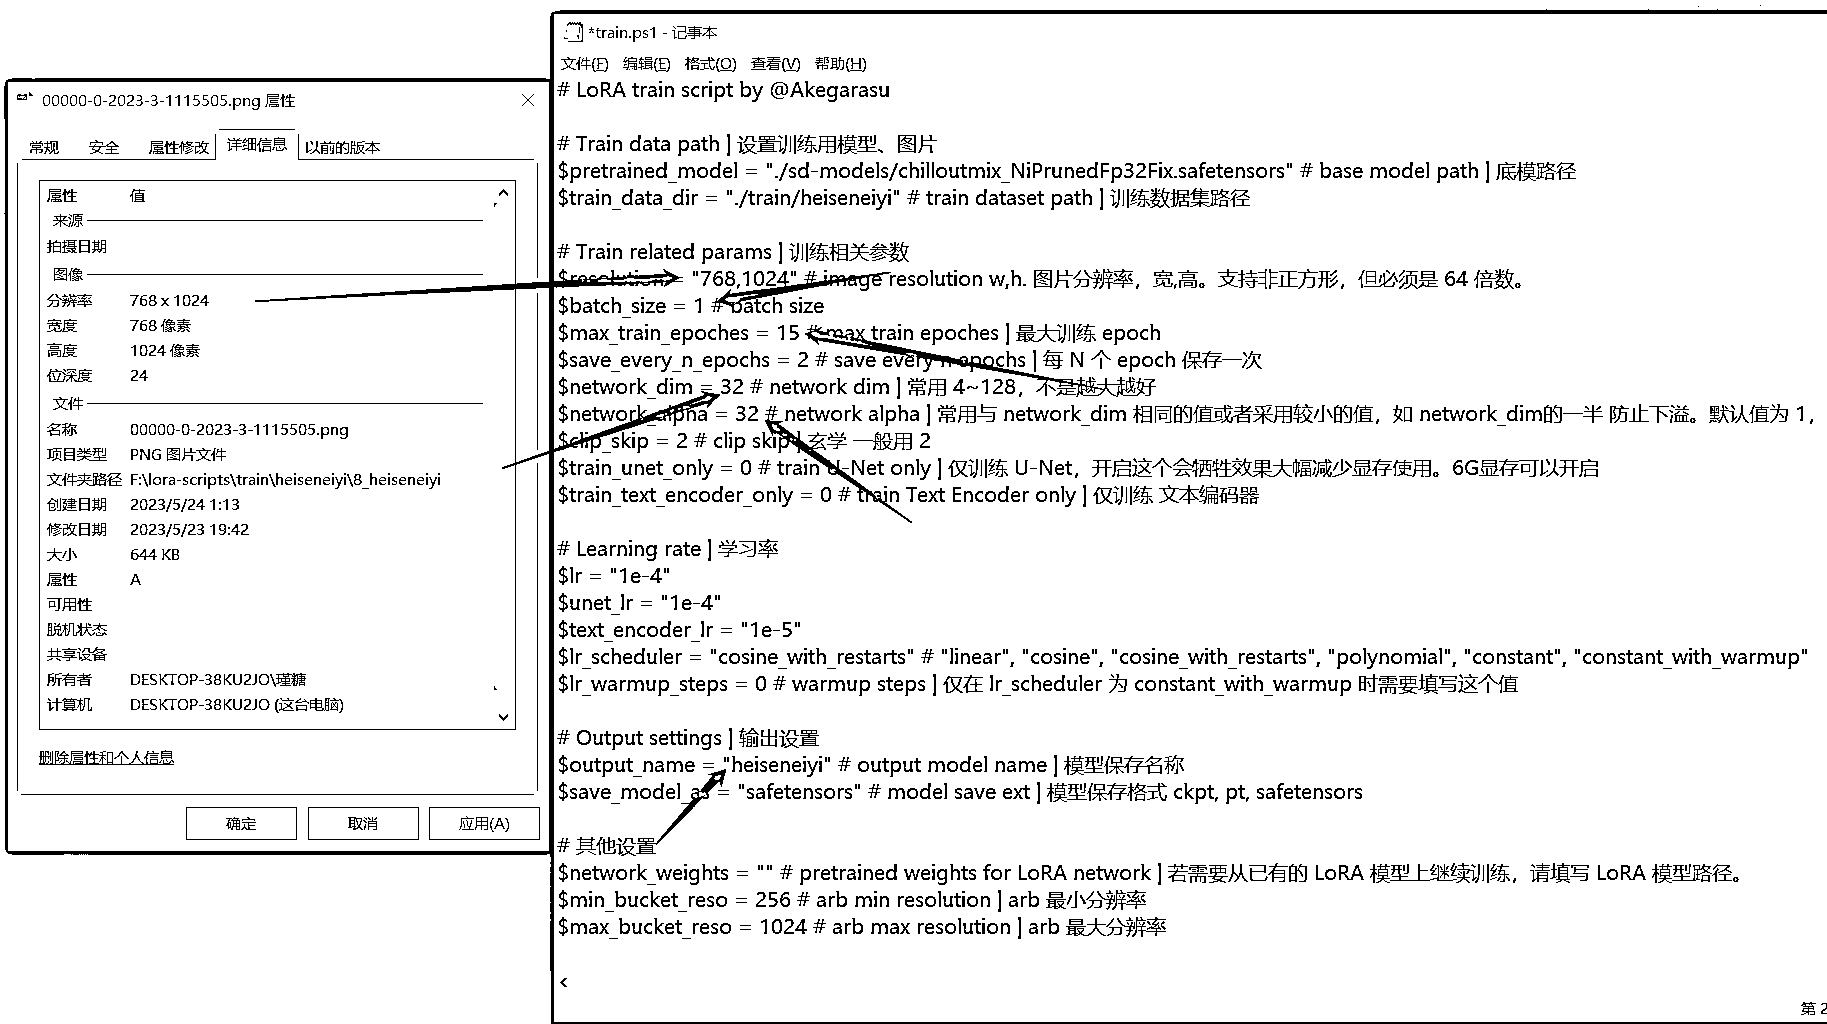 00000-0-2023-3-1115505.png 属性
常规 安全 属性修改 详细信息 以前的版本
属性 值
来源
拍摄日期
图像
分辨率 768 x 1024
宽度 768 像素
高度 1024 像素
位深度 24
文件
名称 00000-0-2023-3-1115505.png
项目类型 PNG 图片文件
文件夹路径 F:\lora-scripts\train\heiseneiyi\8_heiseneiyi
创建日期 2023/5/24 1:13
修改日期 2023/5/23 19:42
大小 644 KB
属性 A
可用性
脱机状态
共享设备
所有者 DESKTOP-38KU2JO\瑾糖
计算机 DESKTOP-38KU2JO (这台电脑)
删除属性和个人信息
确定 取消 应用(A)
*train.ps1 - 记事本
文件(F) 编辑(E) 格式(O) 查看(V) 帮助(H)
# LoRA train script by @Akegarasu
# Train data path | 设置训练用模型、图片
$pretrained_model = "./sd-models/chilloutmix_NiPrunedFp32Fix.safetensors" # base model path | 底模路径
$train_data_dir = "./train/heiseneiyi" # train dataset path | 训练数据集路径
# Train related params | 训练相关参数
$resolution = "768,1024" # image resolution w,h. 图片分辨率，宽,高。支持非正方形，但必须是 64 倍数。
$batch_size = 1 # batch size
$max_train_epoches = 15 # max train epoches | 最大训练 epoch
$save_every_n_epochs = 2 # save every n epochs | 每 N 个 epoch 保存一次
$network_dim = 32 # network dim | 常用 4~128，不是越大越好
$network_alpha = 32 # network alpha | 常用与 network_dim 相同的值或者采用较小的值，如 network_dim的一半 防止下溢。默认值为 1，
$clip_skip = 2 # clip skip | 玄学 一般用 2
$train_unet_only = 0 # train U-Net only | 仅训练 U-Net，开启这个会牺牲效果大幅减少显存使用。6G显存可以开启
$train_text_encoder_only = 0 # train Text Encoder only | 仅训练 文本编码器
# Learning rate | 学习率
$lr = "1e-4"
$unet_lr = "1e-4"
$text_encoder_lr = "1e-5"
$lr_scheduler = "cosine_with_restarts" # "linear", "cosine", "cosine_with_restarts", "polynomial", "constant", "constant_with_warmup"
$lr_warmup_steps = 0 # warmup steps | 仅在 lr_scheduler 为 constant_with_warmup 时需要填写这个值
# Output settings | 输出设置
$output_name = "heiseneiyi" # output model name | 模型保存名称
$save_model_as = "safetensors" # model save ext | 模型保存格式 ckpt, pt, safetensors
# 其他设置
$network_weights = "" # pretrained weights for LoRA network | 若需要从已有的 LoRA 模型上继续训练，请填写 LoRA 模型路径。
$min_bucket_reso = 256 # arb min resolution | arb 最小分辨率
$max_bucket_reso = 1024 # arb max resolution | arb 最大分辨率
第 2